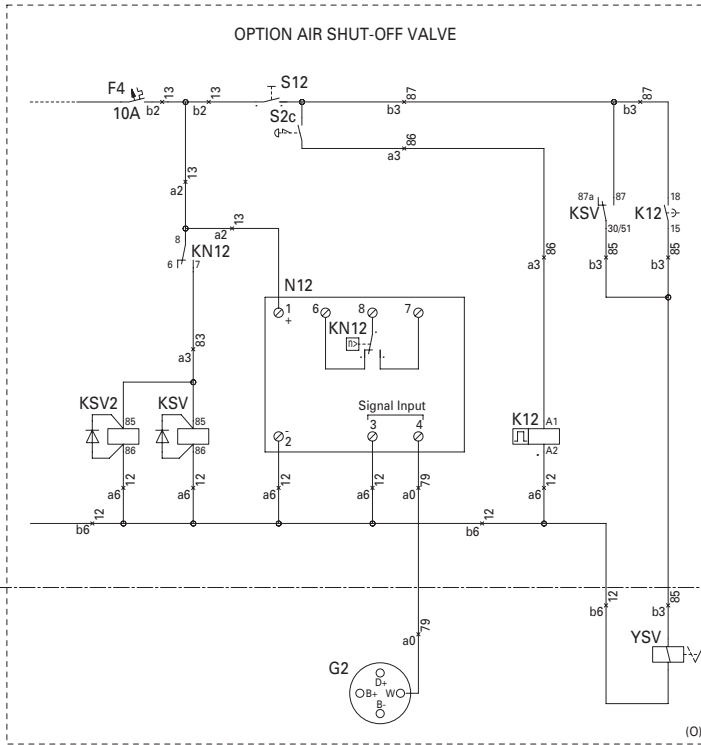 OPTION AIR SHUT-OFF VALVE
F4
10A
b2
13
b2
13
S12
S2c
b3
87
b3
87
a3
86
a2
13
a2
13
8
6
7
KN12
87a
87
KSV
30/51
18
K12
15
b3
85
b3
85
a3
86
N12
1
+
6
8
7
KN12
n>
a3
83
KSV2
85
86
KSV
85
86
Signal Input
-
2
3
4
K12
A1
A2
a6
12
a6
12
a6
12
a6
12
a0
79
a6
12
b6
12
b6
12
b6
12
b3
85
a0
79
YSV
G2
D+
B+
W
B-
(O)